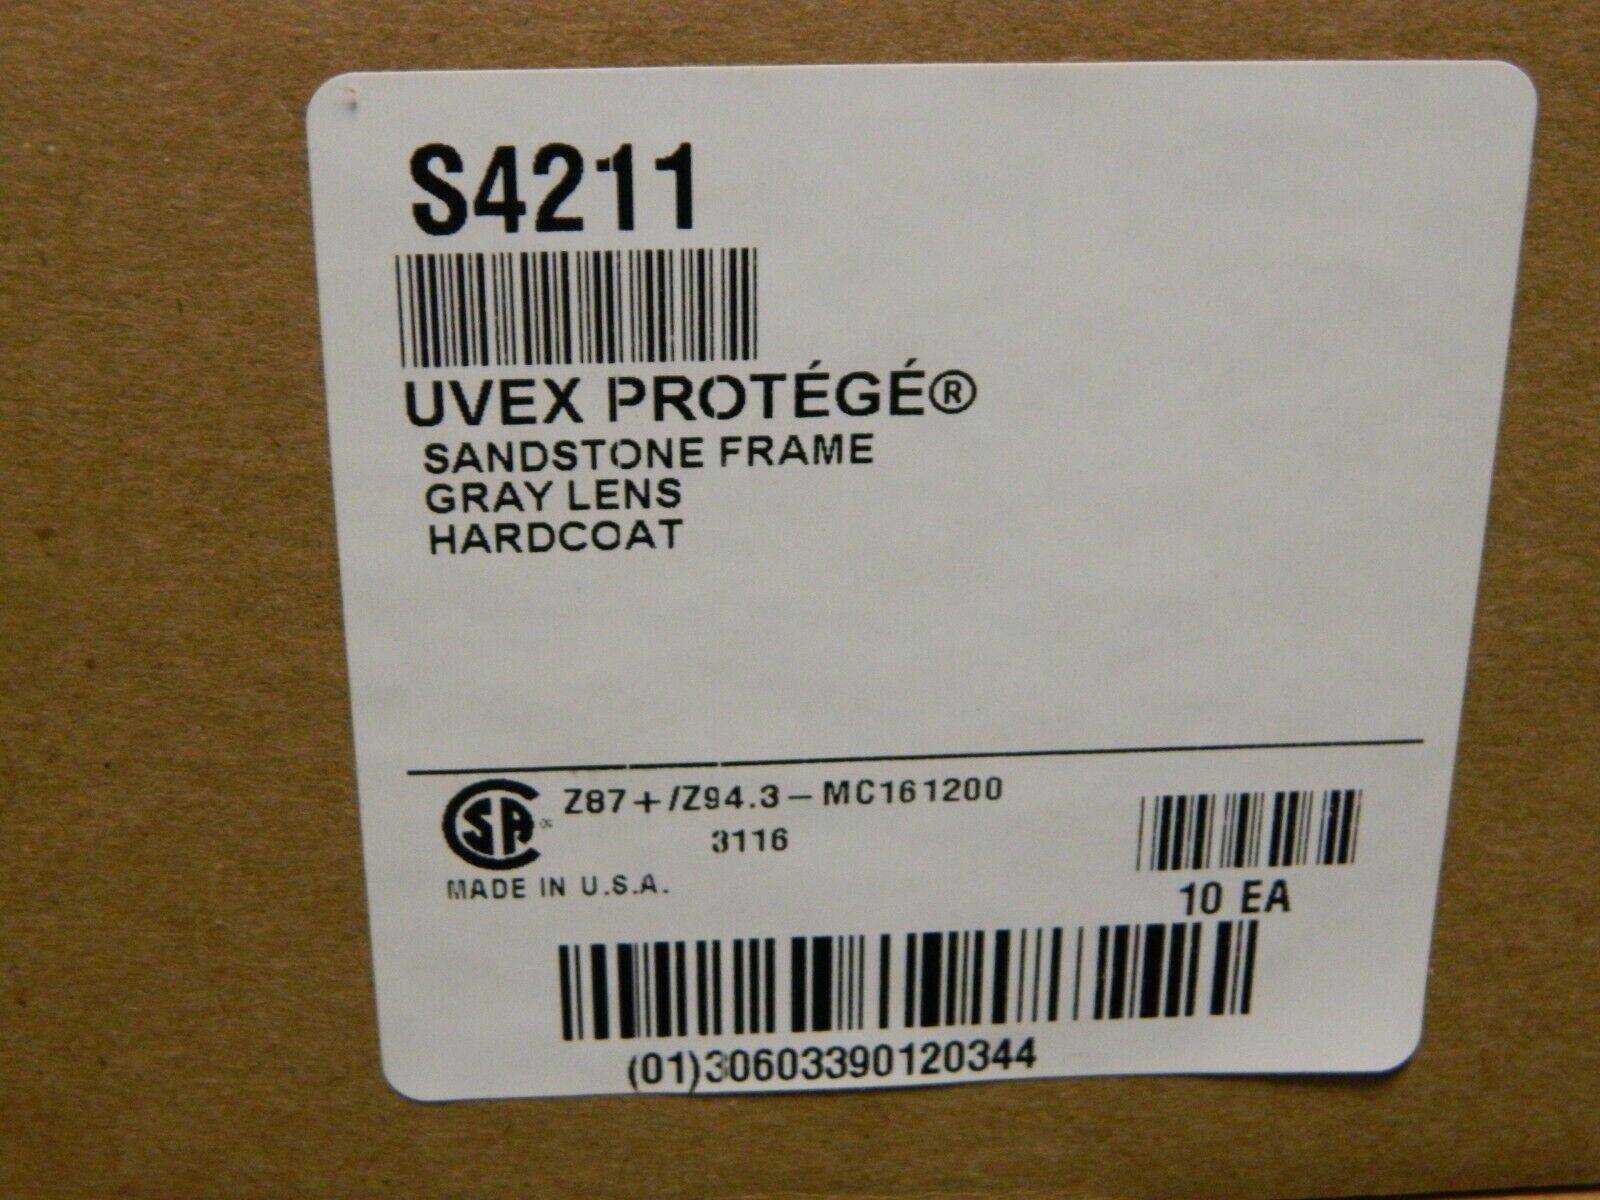 S4211
UVEX PROTÉGÉ®
SANDSTONE FRAME
GRAY LENS
HARDCOAT
SA Z87+/Z94.3–MC161200
3116
MADE IN U.S.A.
10 EA
(01)30603390120344